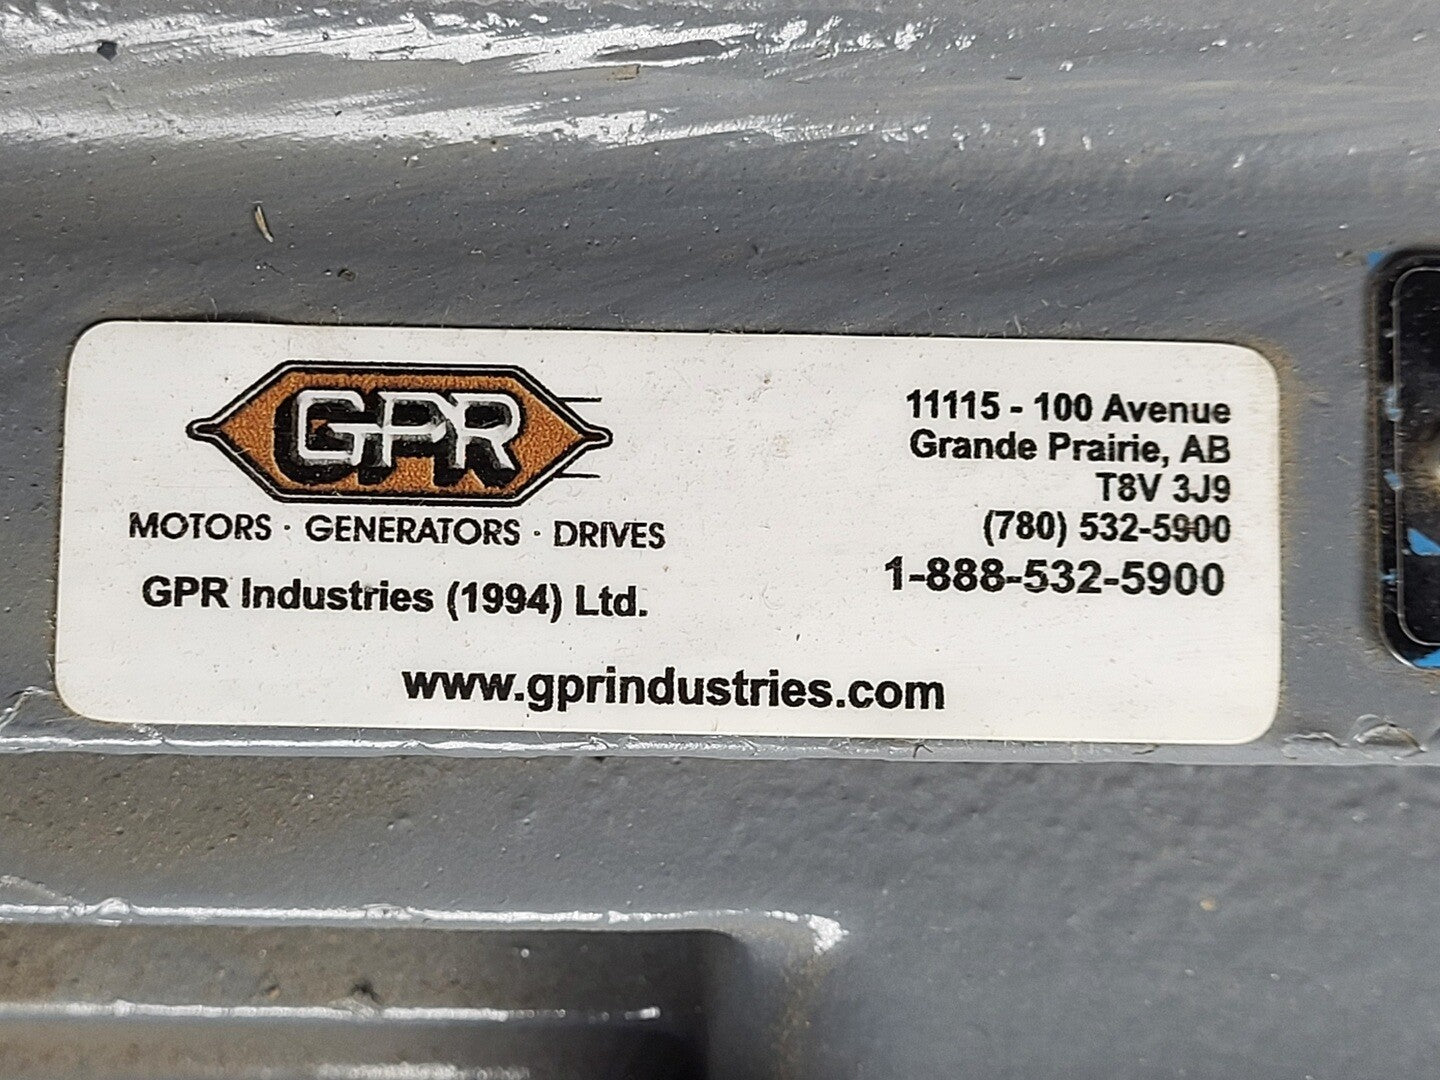 GPR
MOTORS · GENERATORS · DRIVES
GPR Industries (1994) Ltd.
11115 - 100 Avenue
Grande Prairie, AB
T8V 3J9
(780) 532-5900
1-888-532-5900
www.gprindustries.com